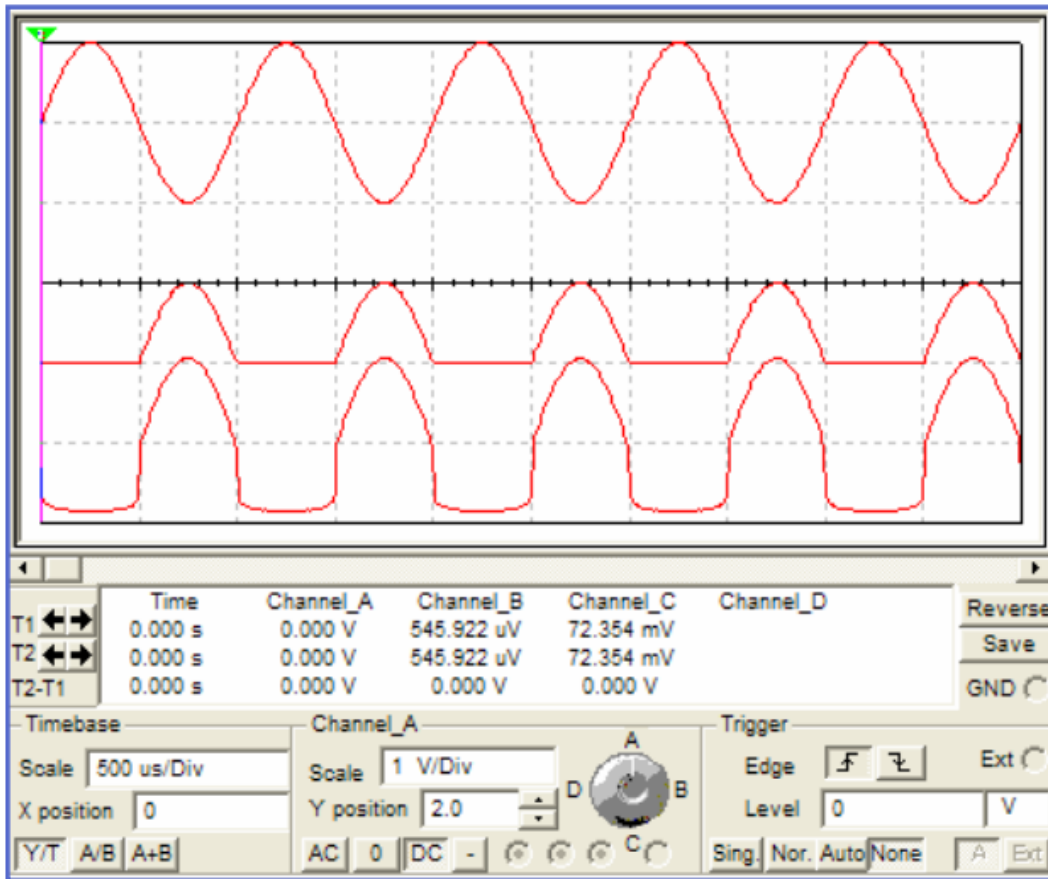 Time Channel_A Channel_B Channel_C Channel_D
T1 0.000 s 0.000 V 545.922 uV 72.354 mV
T2 0.000 s 0.000 V 545.922 uV 72.354 mV
T2-T1 0.000 s 0.000 V 0.000 V 0.000 V
Reverse
Save
GND
Timebase
Scale 500 us/Div
X position 0
Y/T A/B A+B
Channel_A
Scale 1 V/Div
Y position 2.0
AC 0 DC -
A
D B
C
Trigger
Edge Ext
Level 0 V
Sing. Nor. Auto None A Ext